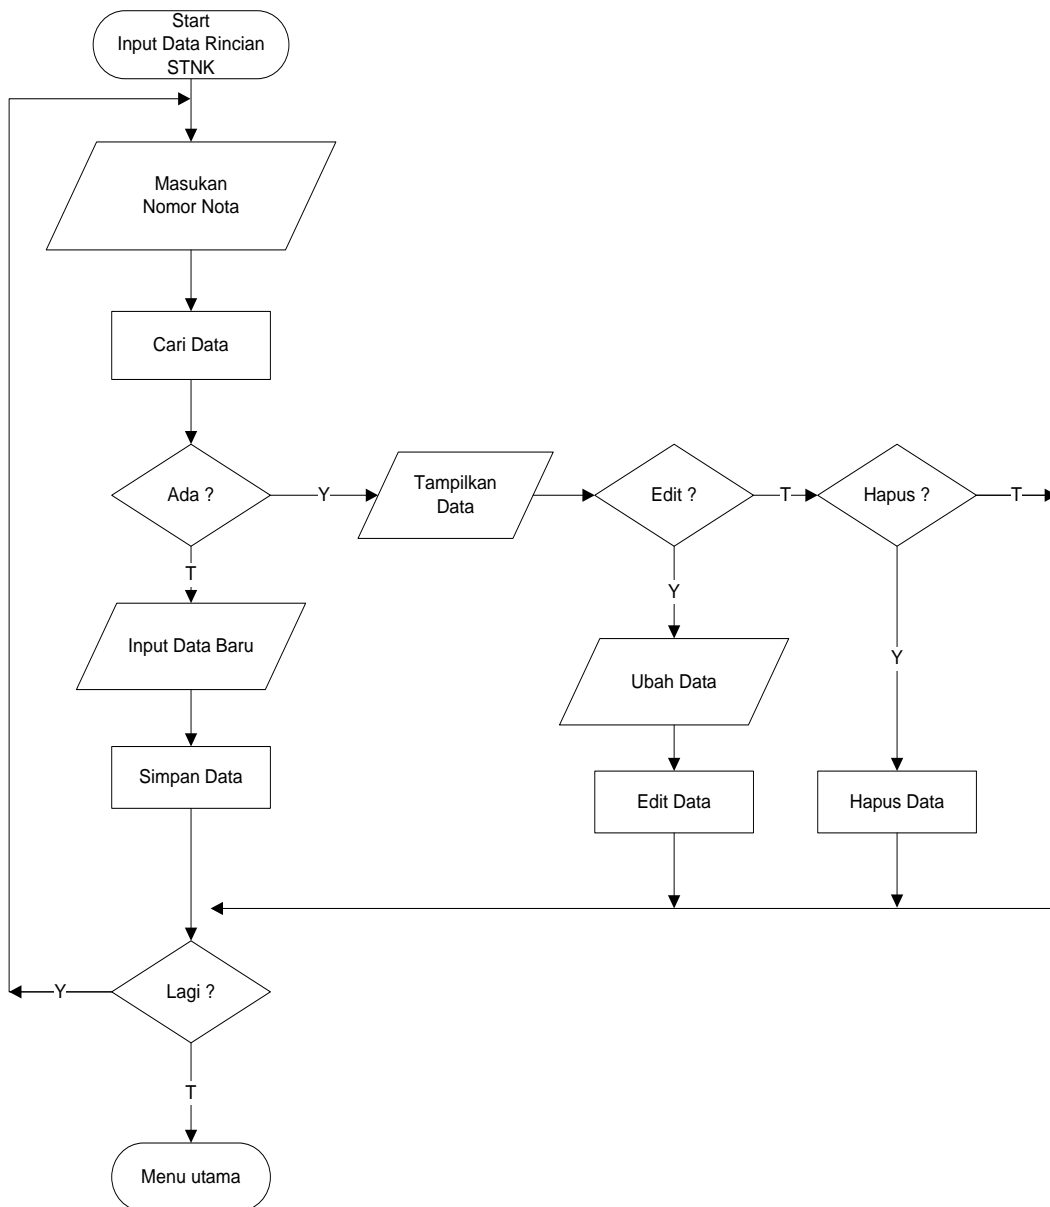 Start
Input Data Rincian
STNK
Masukan
Nomor Nota
Cari Data
Ada ?
Y
Tampilkan
Data
Edit ?
T
Hapus ?
T
T
Y
Y
Input Data Baru
Ubah Data
Simpan Data
Edit Data
Hapus Data
Lagi ?
Y
T
Menu utama